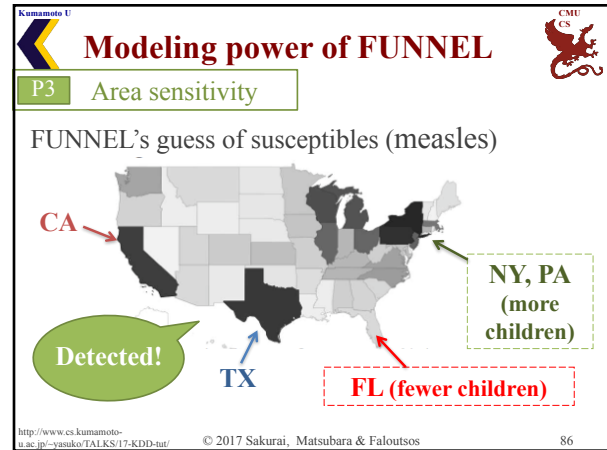 Kumamoto U
CMU
CS
Modeling power of FUNNEL
P3 Area sensitivity
FUNNEL's guess of susceptibles (measles)
CA
NY, PA
(more
children)
Detected!
TX
FL (fewer children)
http://www.cs.kumamoto-
u.ac.jp/~yasuko/TALKS/17-KDD-tut/
© 2017 Sakurai, Matsubara & Faloutsos
86